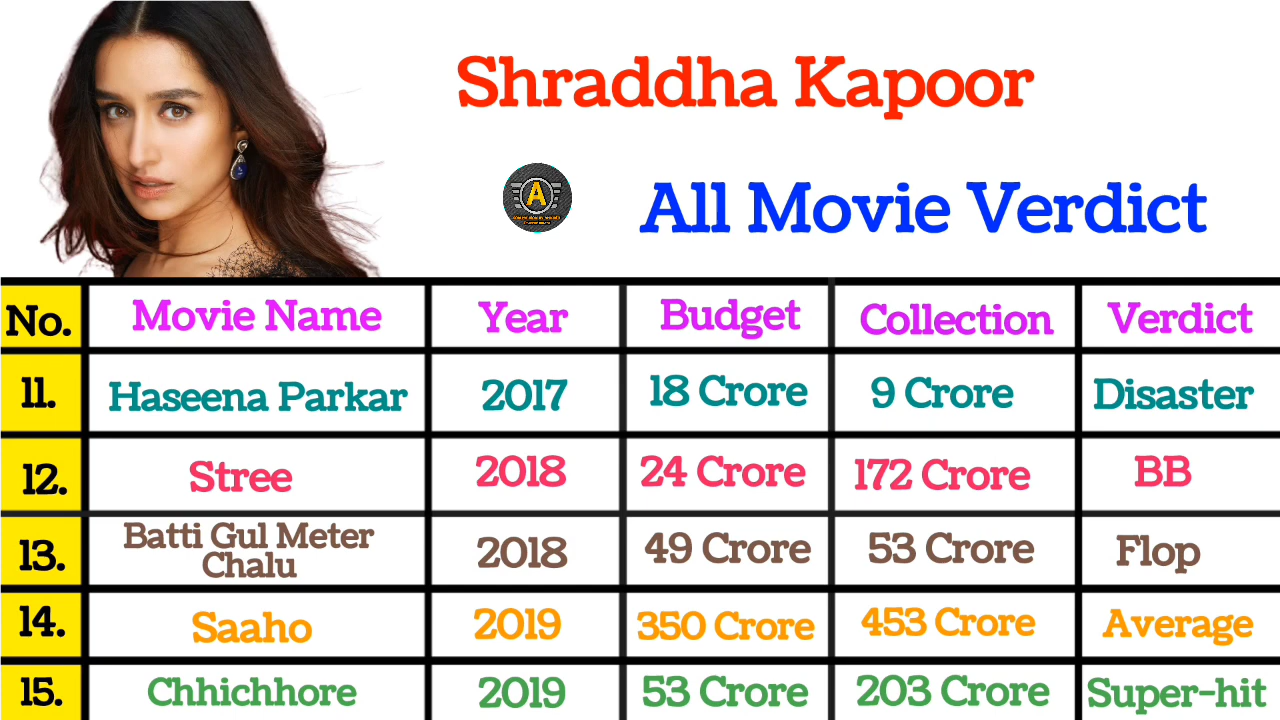 Shraddha Kapoor
A
All Movie Verdict
No. Movie Name Year Budget Collection Verdict
11. Haseena Parkar 2017 18 Crore 9 Crore Disaster
12. Stree 2018 24 Crore 172 Crore BB
13. Batti Gul Meter Chalu 2018 49 Crore 53 Crore Flop
14. Saaho 2019 350 Crore 453 Crore Average
15. Chhichhore 2019 53 Crore 203 Crore Super-hit